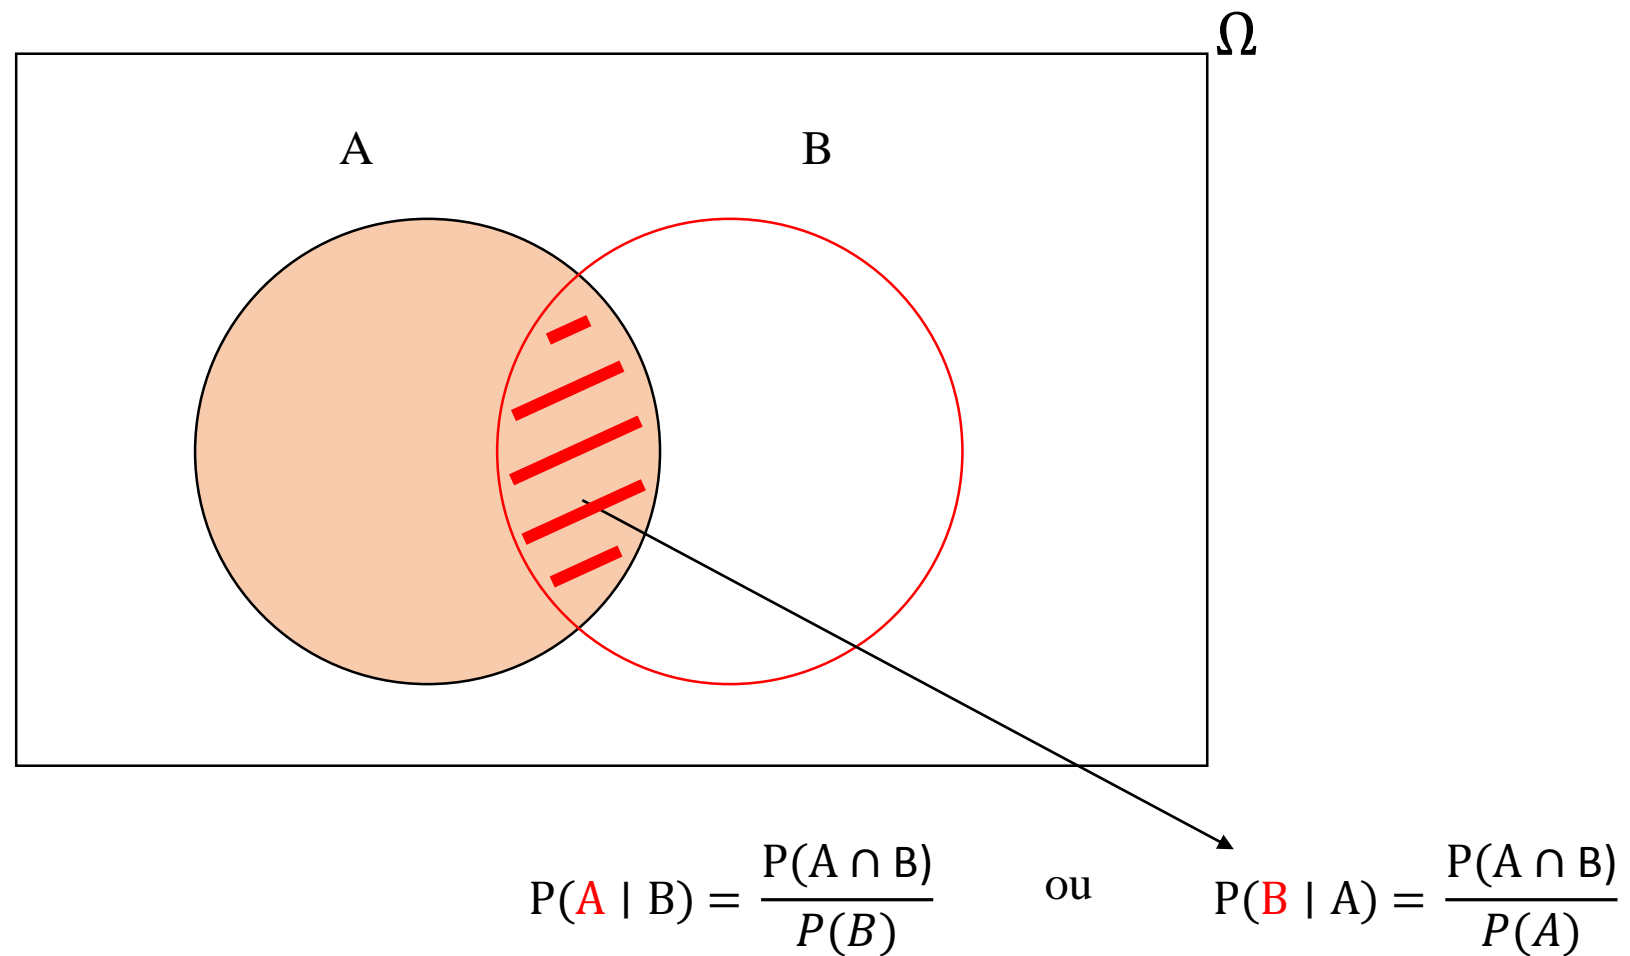 Ω
A B
P(A | B) = P(A ∩ B) / P(B) ou P(B | A) = P(A ∩ B) / P(A)